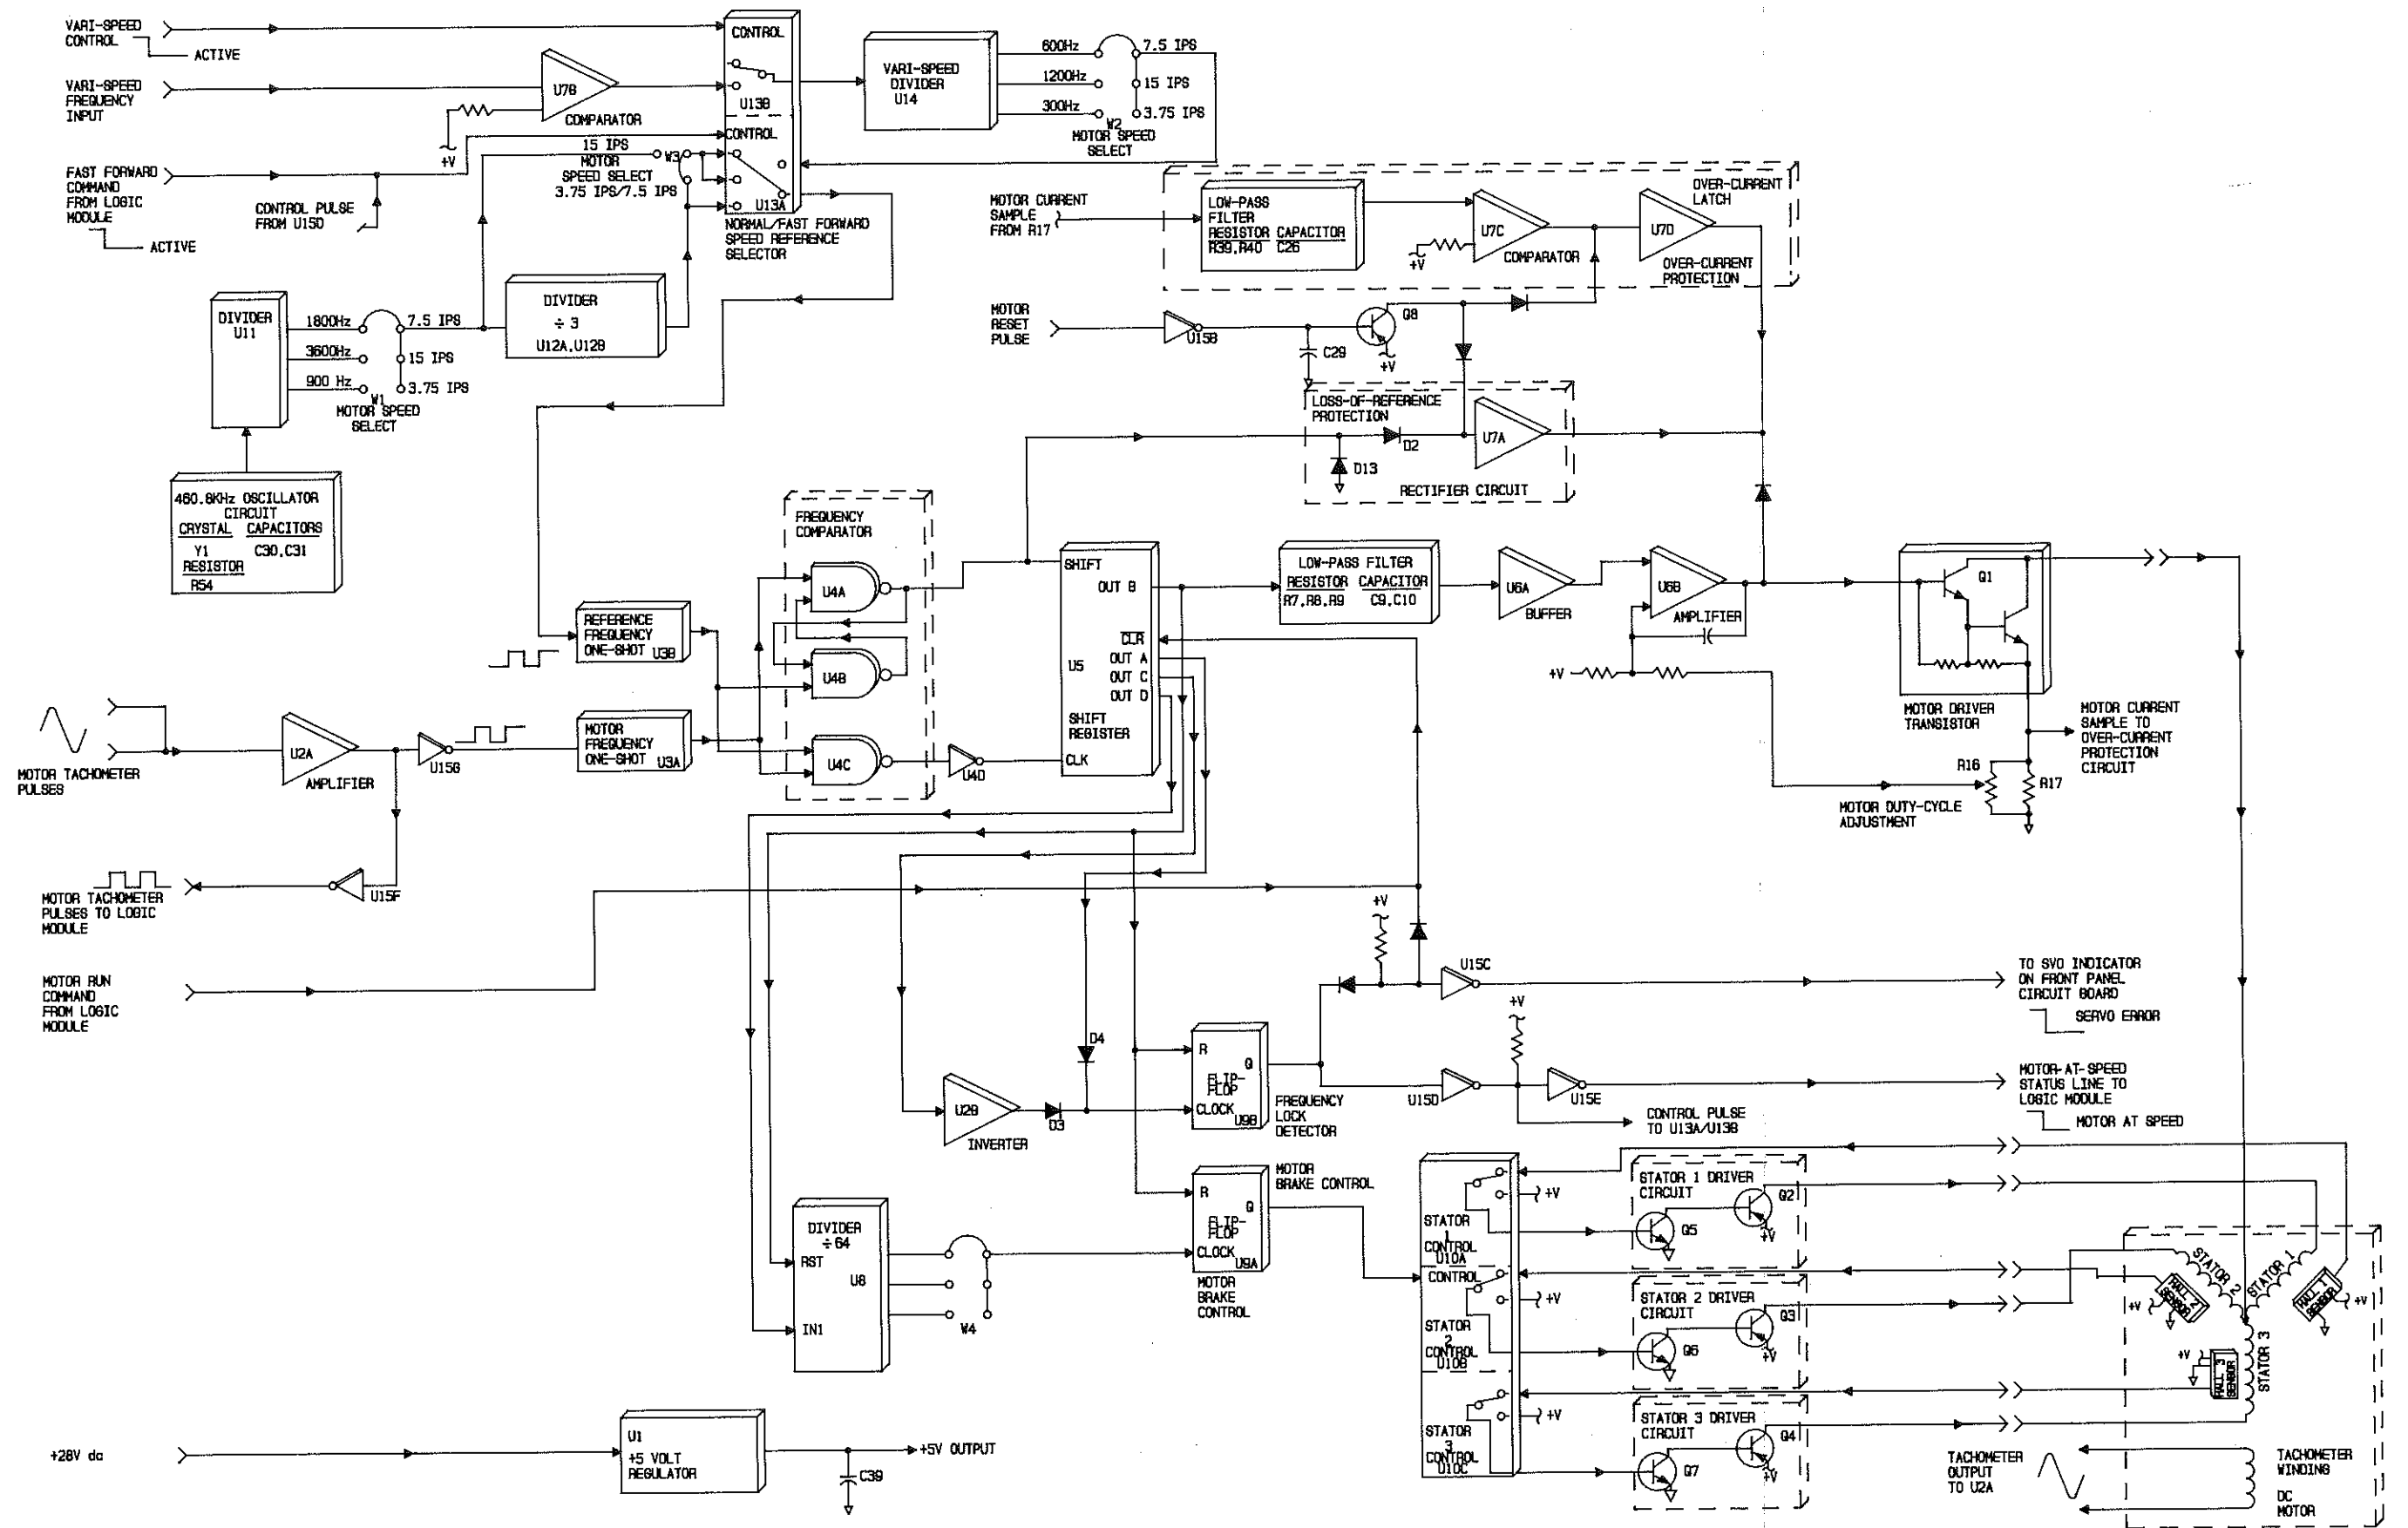 VARI-SPEED
CONTROL
ACTIVE
VARI-SPEED
FREQUENCY
INPUT
U7B
COMPARATOR
+V
CONTROL
U13B
CONTROL
U13A
NORMAL/FAST FORWARD
SPEED REFERENCE
SELECTOR
VARI-SPEED
DIVIDER
U14
600Hz
1200Hz
300Hz
7.5 IPS
15 IPS
3.75 IPS
W2
MOTOR SPEED
SELECT
FAST FORWARD
COMMAND
FROM LOGIC
MODULE
ACTIVE
CONTROL PULSE
FROM U15D
15 IPS
MOTOR
SPEED SELECT
3.75 IPS/7.5 IPS
W3
MOTOR CURRENT
SAMPLE
FROM R17
LOW-PASS
FILTER
RESISTOR CAPACITOR
R39,R40 C26
U7C
COMPARATOR
+V
OVER-CURRENT
LATCH
U7D
OVER-CURRENT
PROTECTION
DIVIDER
U11
1800Hz
3600Hz
900 Hz
7.5 IPS
15 IPS
3.75 IPS
W1
MOTOR SPEED
SELECT
DIVIDER
÷ 3
U12A,U12B
MOTOR
RESET
PULSE
U15B
C29
Q8
+V
LOSS-OF-REFERENCE
PROTECTION
D2
D13
U7A
RECTIFIER CIRCUIT
460.8KHz OSCILLATOR
CIRCUIT
CRYSTAL CAPACITORS
Y1 C30,C31
RESISTOR
R54
FREQUENCY
COMPARATOR
U4A
U4B
U4C
U4D
REFERENCE
FREQUENCY
ONE-SHOT U3B
MOTOR
FREQUENCY
ONE-SHOT U3A
SHIFT
OUT B
CLR
OUT A
OUT C
OUT D
U5
SHIFT
REGISTER
CLK
LOW-PASS FILTER
RESISTOR CAPACITOR
R7,R8,R9 C9,C10
U6A
BUFFER
U6B
AMPLIFIER
+V
Q1
MOTOR DRIVER
TRANSISTOR
MOTOR CURRENT
SAMPLE TO
OVER-CURRENT
PROTECTION
CIRCUIT
R16
R17
MOTOR DUTY-CYCLE
ADJUSTMENT
MOTOR TACHOMETER
PULSES
U2A
AMPLIFIER
U15G
U15F
MOTOR TACHOMETER
PULSES TO LOGIC
MODULE
MOTOR RUN
COMMAND
FROM LOGIC
MODULE
+V
U15C
TO SVO INDICATOR
ON FRONT PANEL
CIRCUIT BOARD
SERVO ERROR
D4
D3
U2B
INVERTER
R
Q
FLIP-
FLOP
CLOCK
U9B
FREQUENCY
LOCK
DETECTOR
+V
U15D
U15E
CONTROL PULSE
TO U13A/U13B
MOTOR-AT-SPEED
STATUS LINE TO
LOGIC MODULE
MOTOR AT SPEED
DIVIDER
÷64
RST
U8
IN1
W4
MOTOR
BRAKE CONTROL
R
Q
FLIP-
FLOP
CLOCK
U9A
MOTOR
BRAKE
CONTROL
+V
STATOR
1
CONTROL
U10A
CONTROL
+V
STATOR
2
CONTROL
U10B
+V
STATOR
3
CONTROL
U10C
STATOR 1 DRIVER
CIRCUIT
Q2
Q5
+V
STATOR 2 DRIVER
CIRCUIT
Q3
Q6
+V
STATOR 3 DRIVER
CIRCUIT
Q4
Q7
+V
STATOR 2
STATOR 1
STATOR 3
HALL 2
SENSOR
+V
HALL 1
SENSOR
+V
HALL 3
SENSOR
+V
TACHOMETER
OUTPUT
TO U2A
TACHOMETER
WINDING
DC
MOTOR
+28V dc
U1
+5 VOLT
REGULATOR
+5V OUTPUT
C39